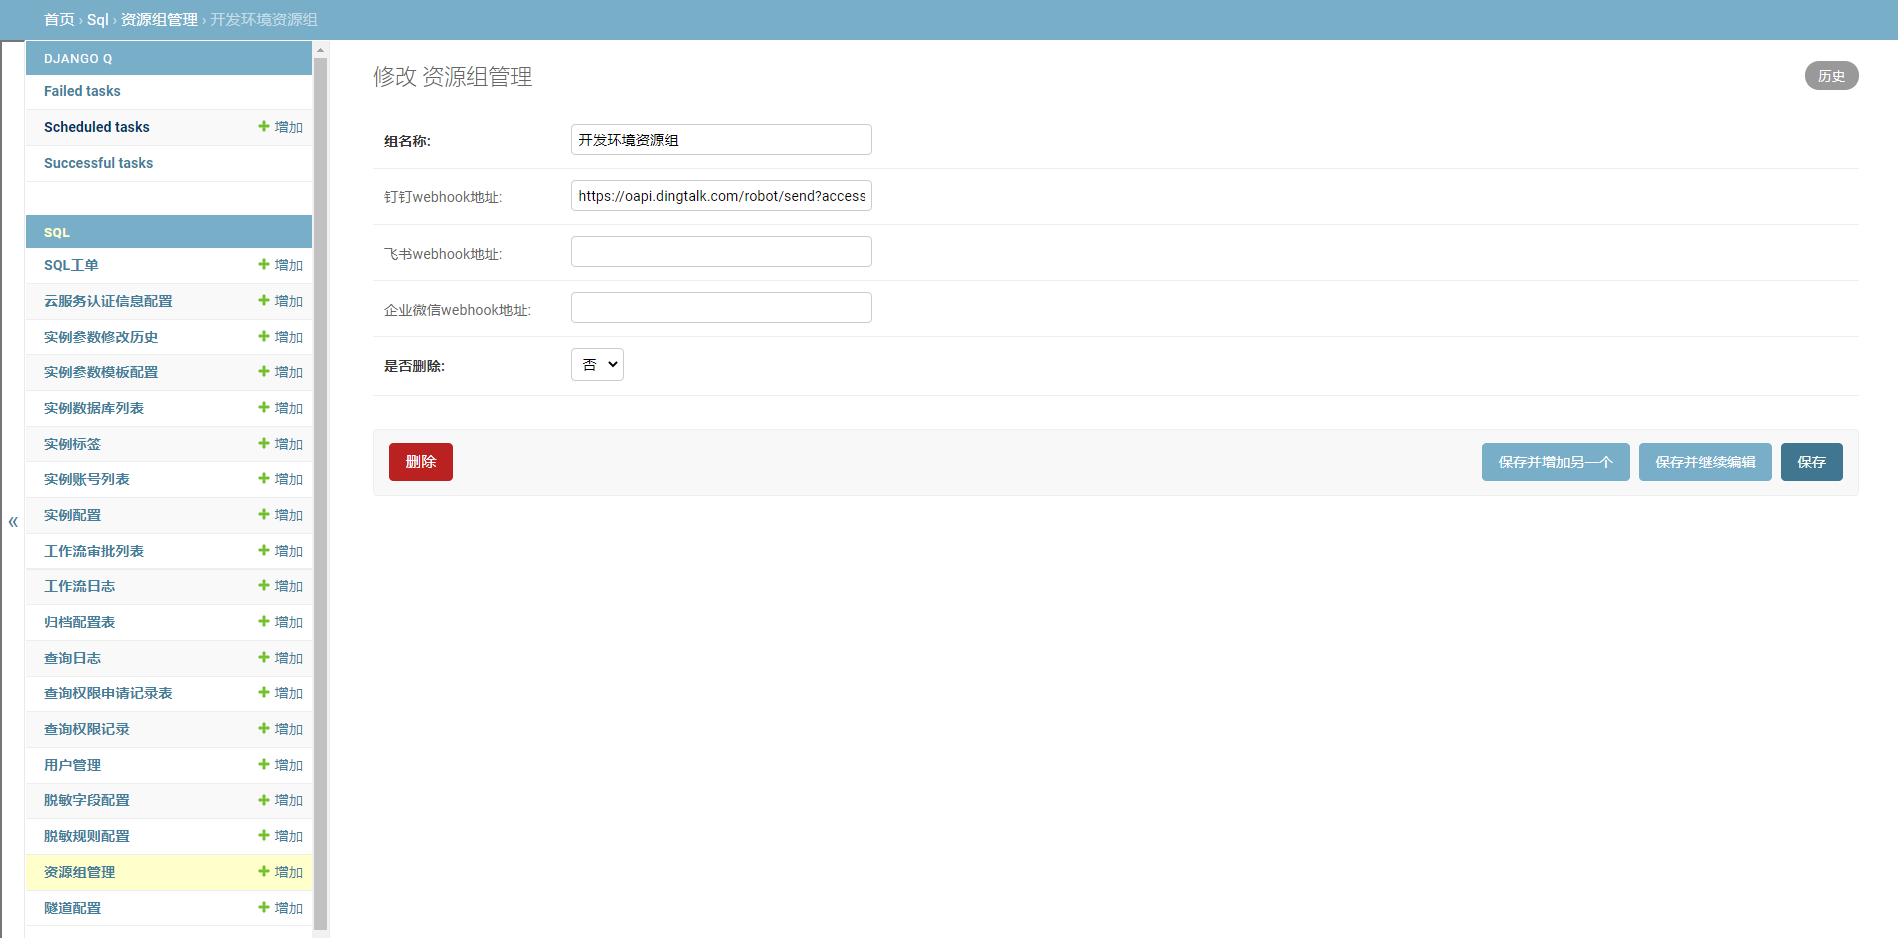 首页 › Sql › 资源组管理 › 开发环境资源组
DJANGO Q
Failed tasks
Scheduled tasks 增加
Successful tasks
SQL
SQL工单 增加
云服务认证信息配置 增加
实例参数修改历史 增加
实例参数模板配置 增加
实例数据库列表 增加
实例标签 增加
实例账号列表 增加
实例配置 增加
工作流审批列表 增加
工作流日志 增加
归档配置表 增加
查询日志 增加
查询权限申请记录表 增加
查询权限记录 增加
用户管理 增加
脱敏字段配置 增加
脱敏规则配置 增加
资源组管理 增加
隧道配置 增加
«
修改 资源组管理
历史
组名称: 开发环境资源组
钉钉webhook地址: https://oapi.dingtalk.com/robot/send?access
飞书webhook地址:
企业微信webhook地址:
是否删除: 否
删除 保存并增加另一个 保存并继续编辑 保存